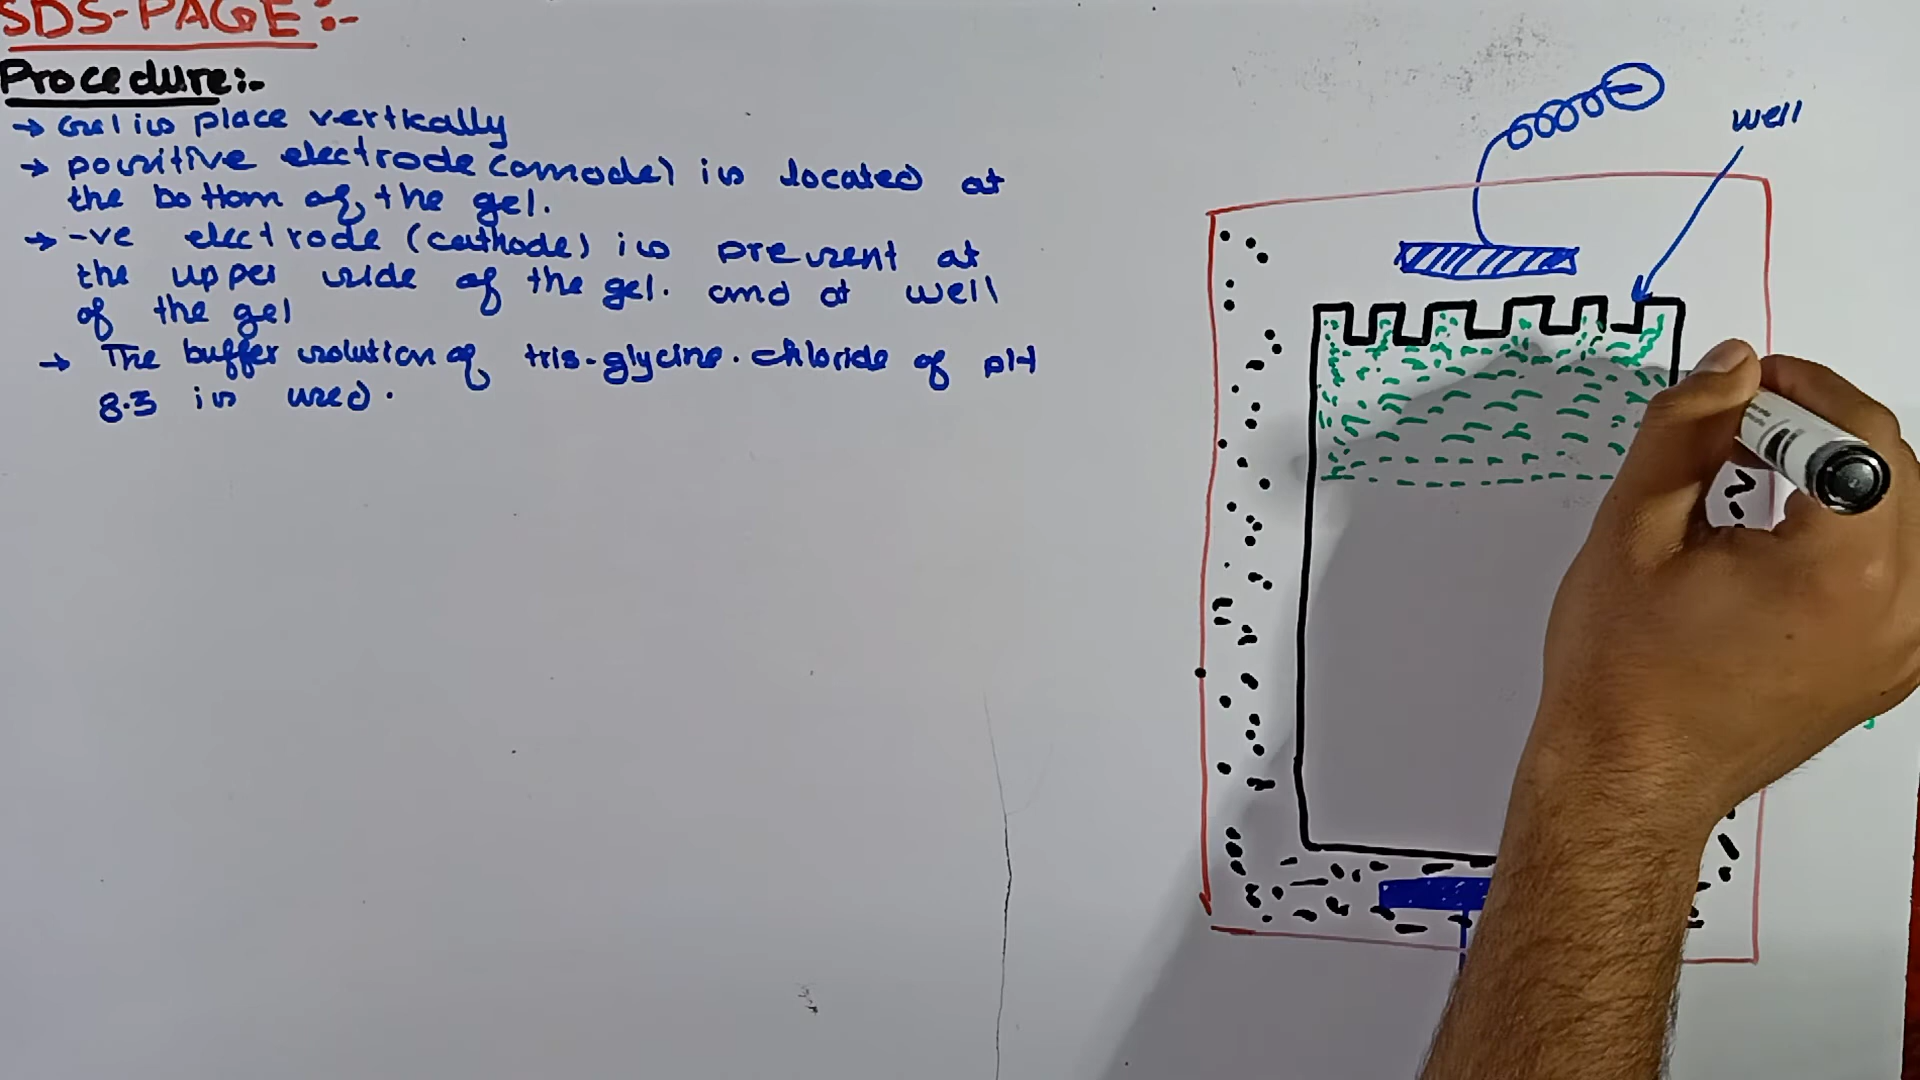 SDS-PAGE:-
Procedure:-
→ Gel is place vertically
→ positive electrode (anode) is located at
the bottom of the gel.
→ -ve electrode (cathode) is present at
the upper side of the gel. and at well
of the gel
→ The buffer solution of tris-glycine.chloride of pH
8.3 is used.
well